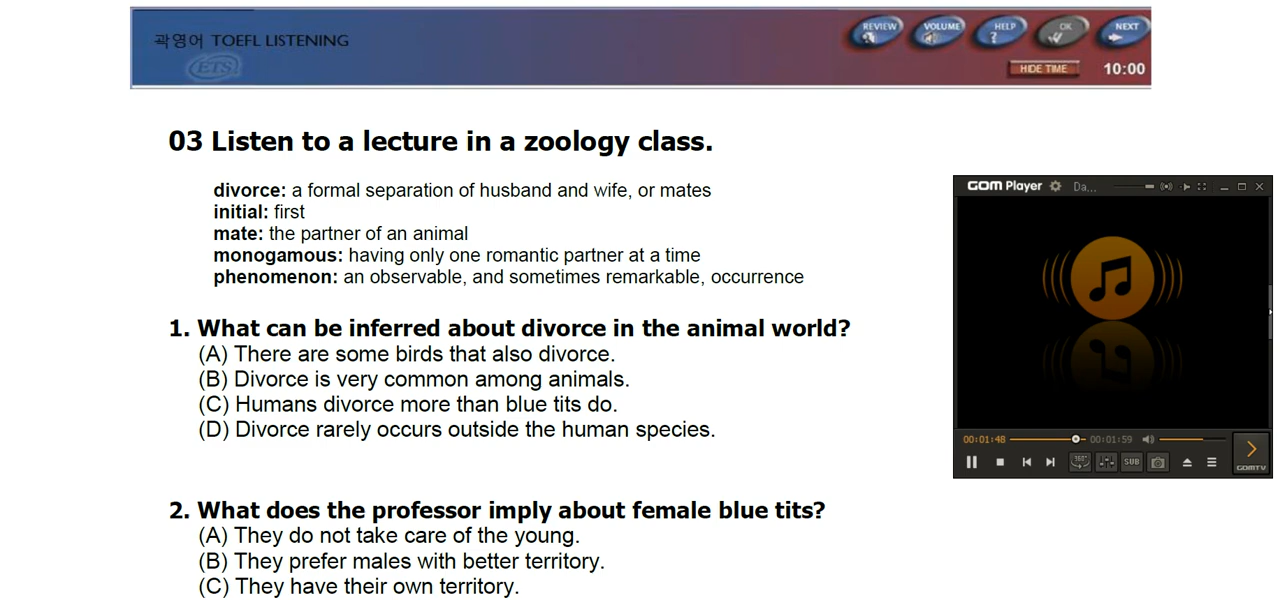 곽영어 TOEFL LISTENING
ETS
REVIEW
VOLUME
HELP
?
OK
NEXT
HIDE TIME
10:00
03 Listen to a lecture in a zoology class.
divorce: a formal separation of husband and wife, or mates
initial: first
mate: the partner of an animal
monogamous: having only one romantic partner at a time
phenomenon: an observable, and sometimes remarkable, occurrence
GOM Player
Da...
1. What can be inferred about divorce in the animal world?
(A) There are some birds that also divorce.
(B) Divorce is very common among animals.
(C) Humans divorce more than blue tits do.
(D) Divorce rarely occurs outside the human species.
00:01:48
00:01:59
360°
SUB
GOMTV
2. What does the professor imply about female blue tits?
(A) They do not take care of the young.
(B) They prefer males with better territory.
(C) They have their own territory.